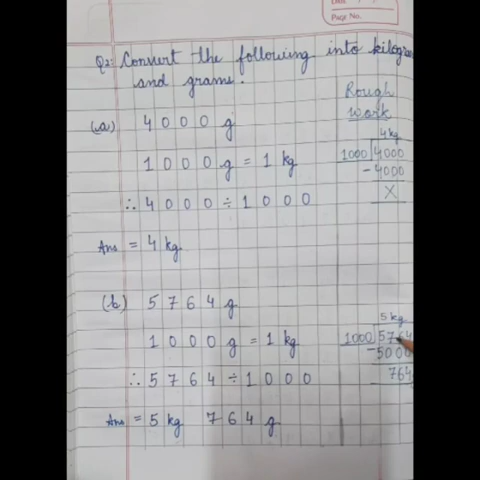 Page No.
Q2: Convert the following into kilogram
and grams.
Rough
Work
(a) 4000 g
1000 g = 1 kg
∴ 4000 ÷ 1000
4 kg
1000 4000
- 4000
X
Ans = 4 kg
(b) 5764 g
1000 g = 1 kg
∴ 5764 ÷ 1000
5 kg
1000 5764
- 5000
764
Ans = 5 kg 764 g